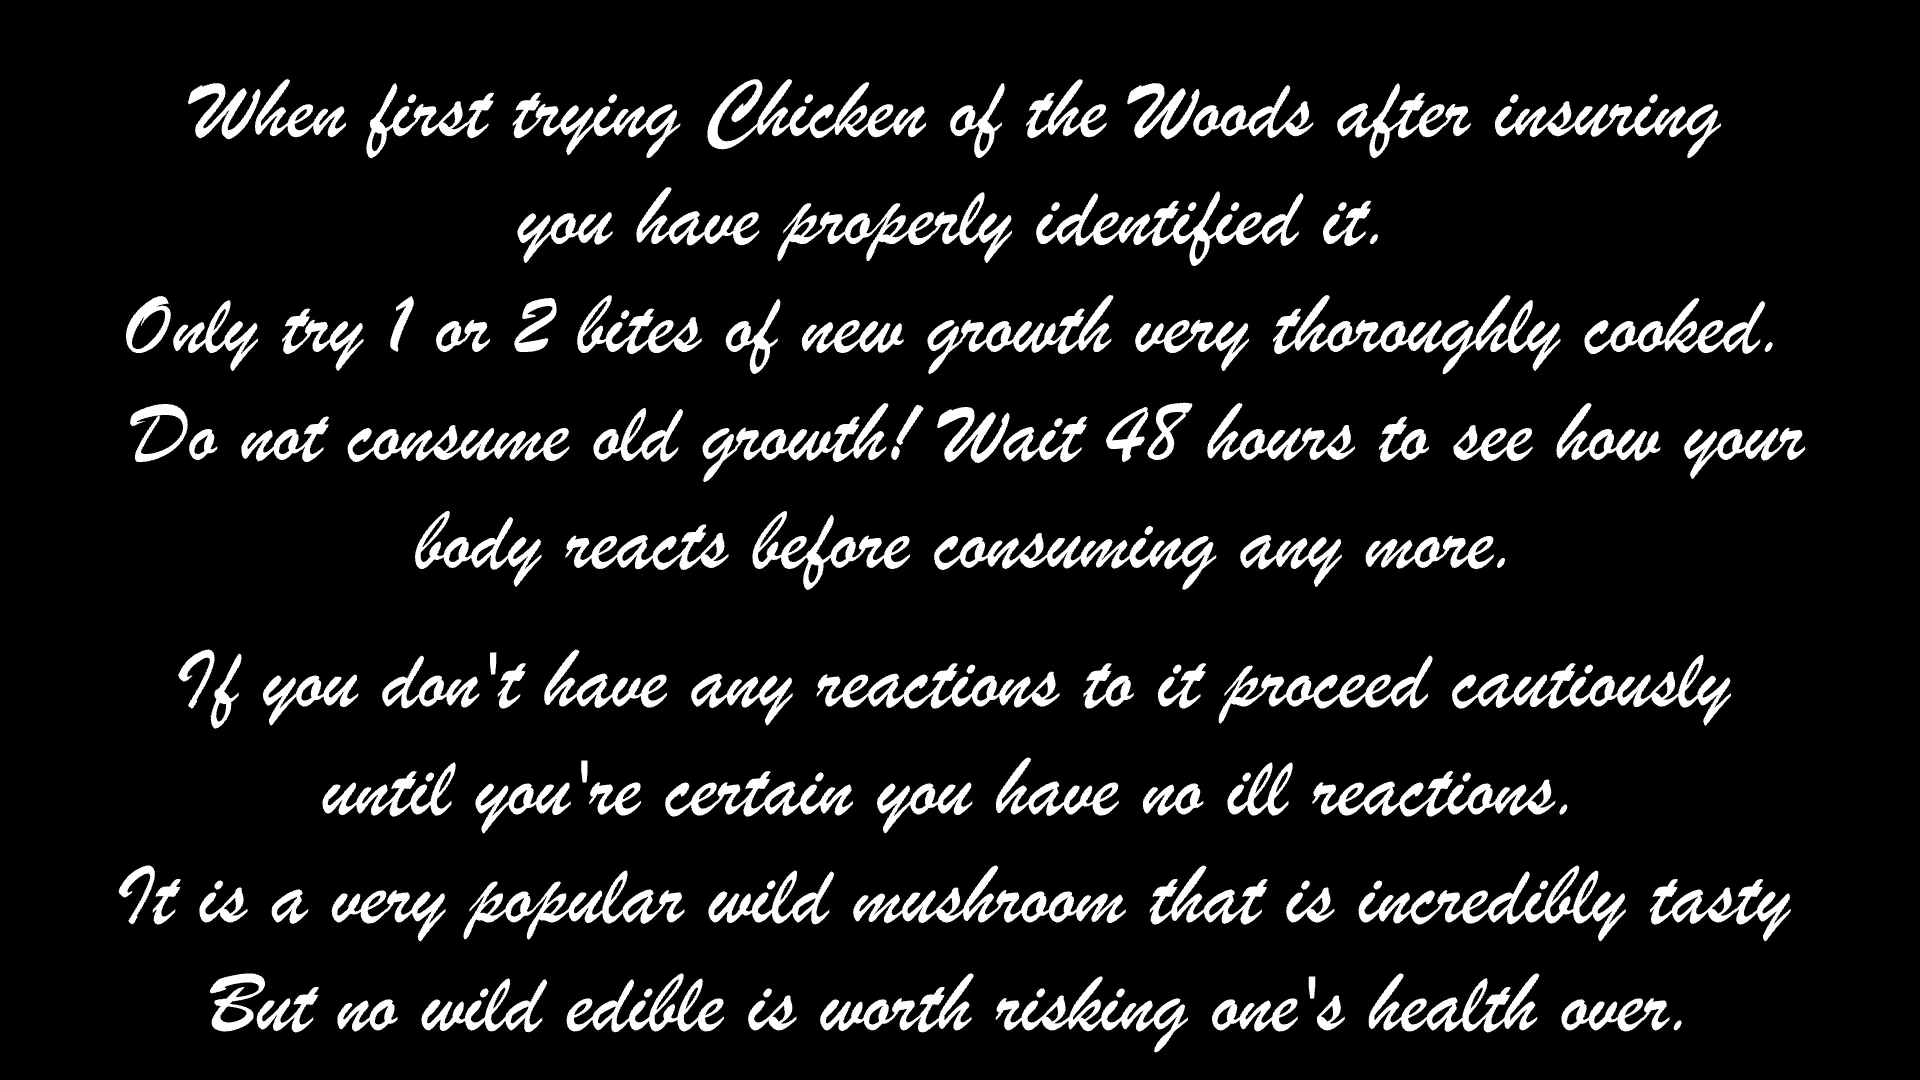 When first trying Chicken of the Woods after insuring
you have properly identified it.
Only try 1 or 2 bites of new growth very thoroughly cooked.
Do not consume old growth! Wait 48 hours to see how your
body reacts before consuming any more.
If you don't have any reactions to it proceed cautiously
until you're certain you have no ill reactions.
It is a very popular wild mushroom that is incredibly tasty
But no wild edible is worth risking one's health over.